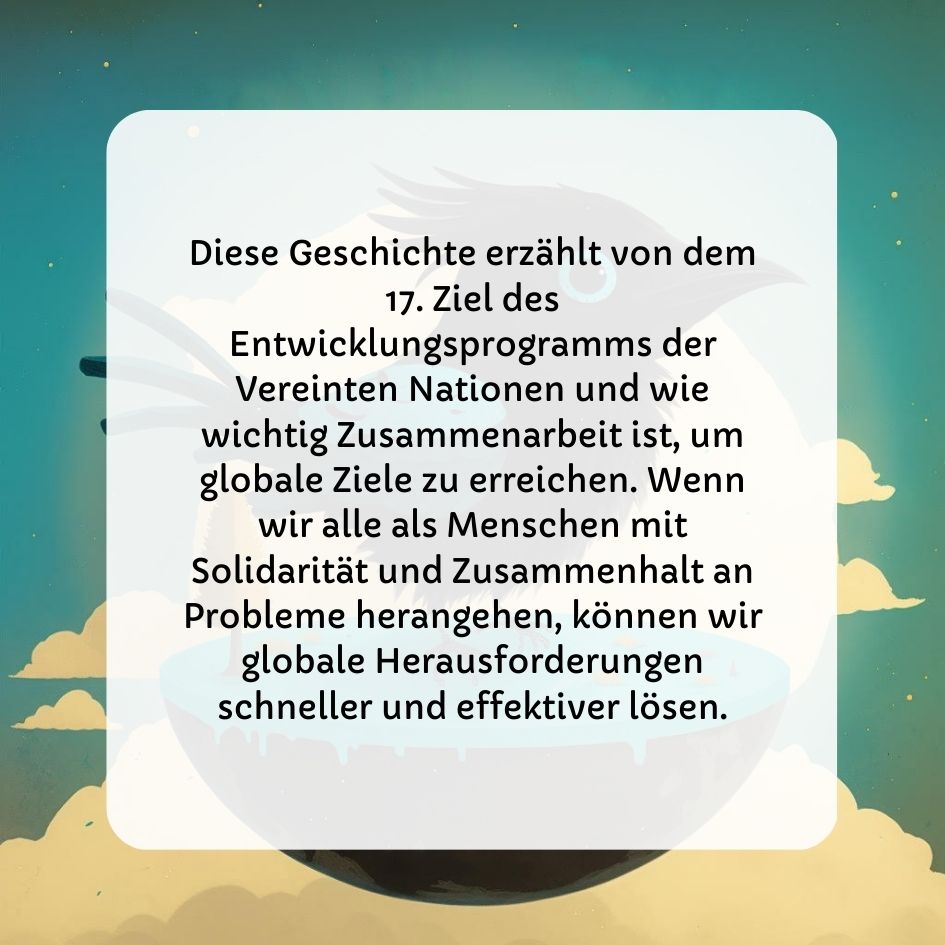 Diese Geschichte erzählt von dem
17. Ziel des
Entwicklungsprogramms der
Vereinten Nationen und wie
wichtig Zusammenarbeit ist, um
globale Ziele zu erreichen. Wenn
wir alle als Menschen mit
Solidarität und Zusammenhalt an
Probleme herangehen, können wir
globale Herausforderungen
schneller und effektiver lösen.